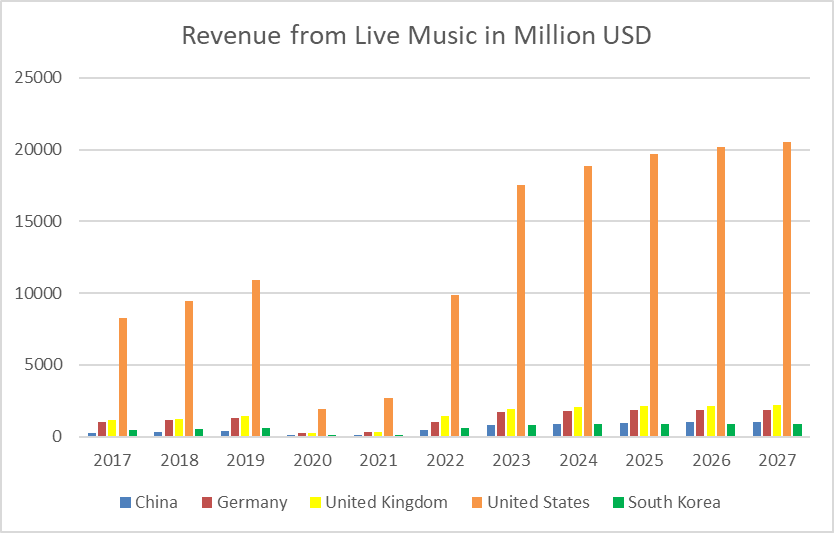 Revenue from Live Music in Million USD
25000
20000
15000
10000
5000
0
2017 2018 2019 2020 2021 2022 2023 2024 2025 2026 2027
China Germany United Kingdom United States South Korea